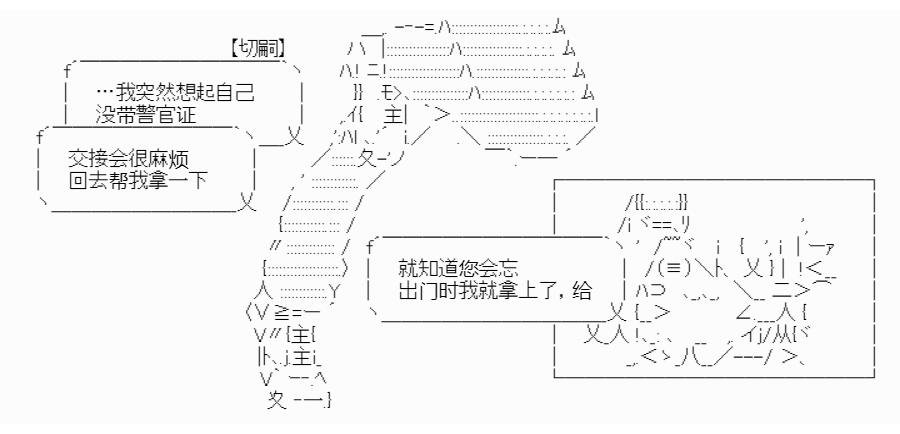 【切嗣】
…我突然想起自己
没带警官证
交接会很麻烦
回去帮我拿一下
就知道您会忘
出门时我就拿上了，给